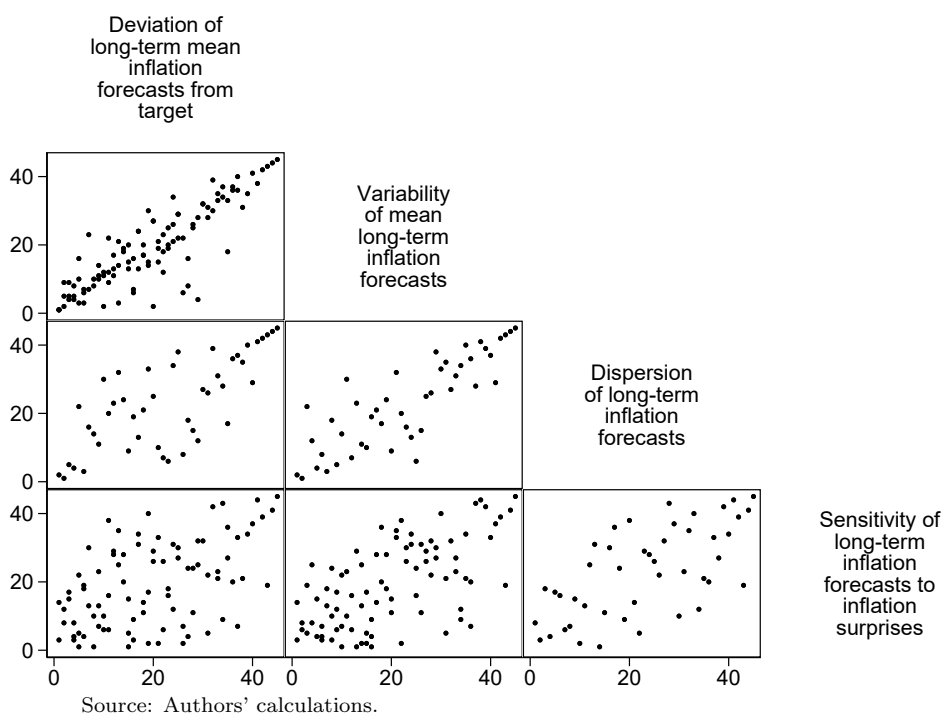 Deviation of
long-term mean
inflation
forecasts from
target
40
20
0
Variability
of mean
long-term
inflation
forecasts
40
20
0
Dispersion
of long-term
inflation
forecasts
40
20
0
Sensitivity of
long-term
inflation
forecasts to
inflation
surprises
0 20 40 0 20 40 0 20 40
Source: Authors' calculations.